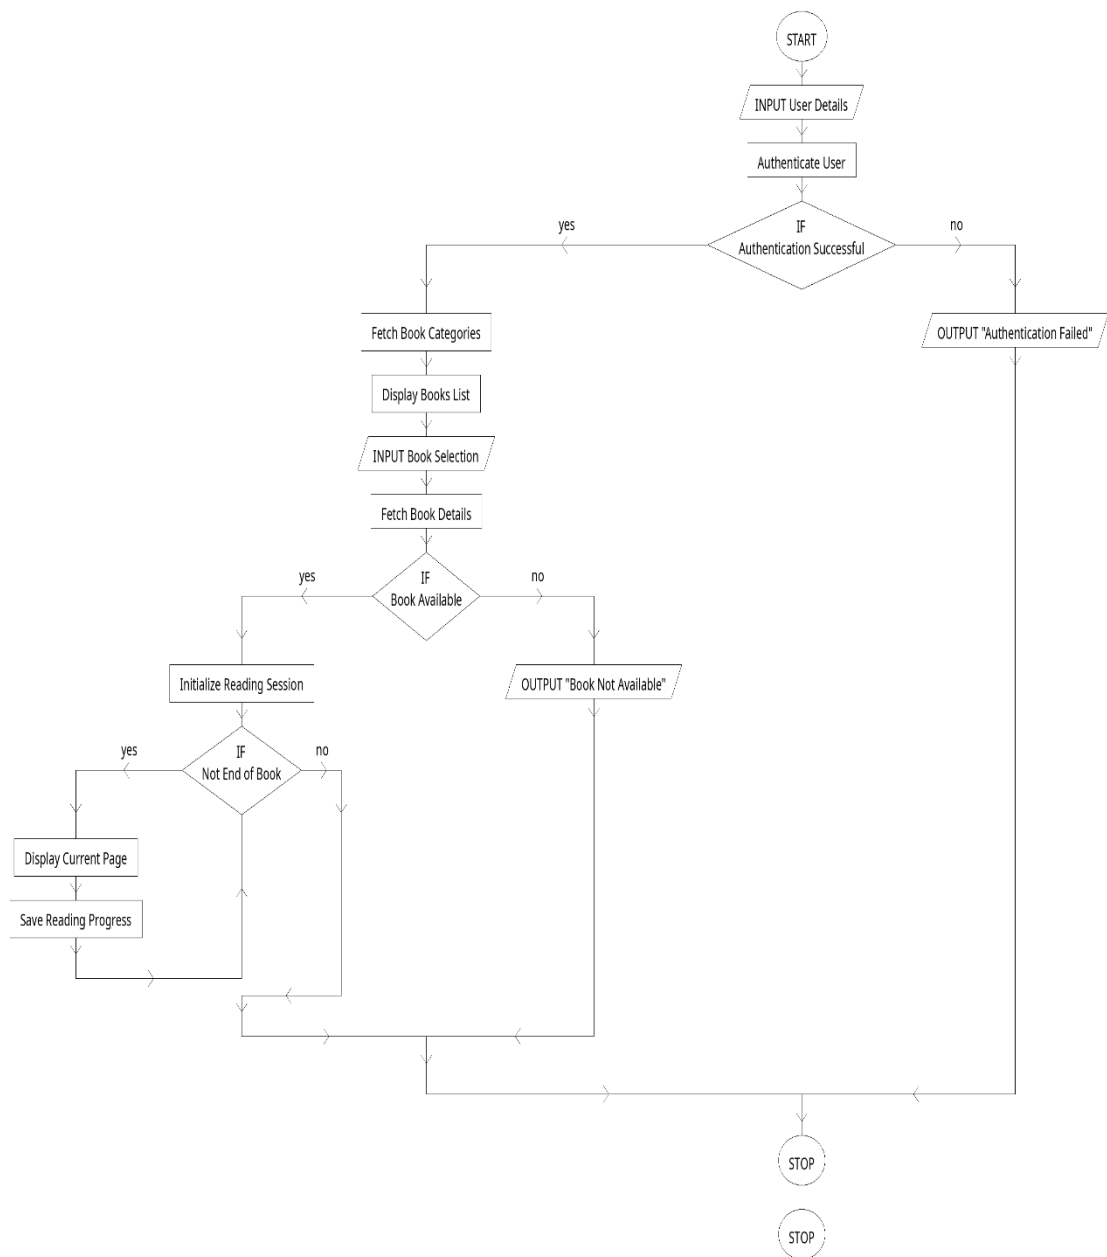 START
INPUT User Details
Authenticate User
yes
IF
Authentication Successful
no
Fetch Book Categories
OUTPUT "Authentication Failed"
Display Books List
INPUT Book Selection
Fetch Book Details
yes
IF
Book Available
no
Initialize Reading Session
OUTPUT "Book Not Available"
yes
IF
Not End of Book
no
Display Current Page
Save Reading Progress
STOP
STOP